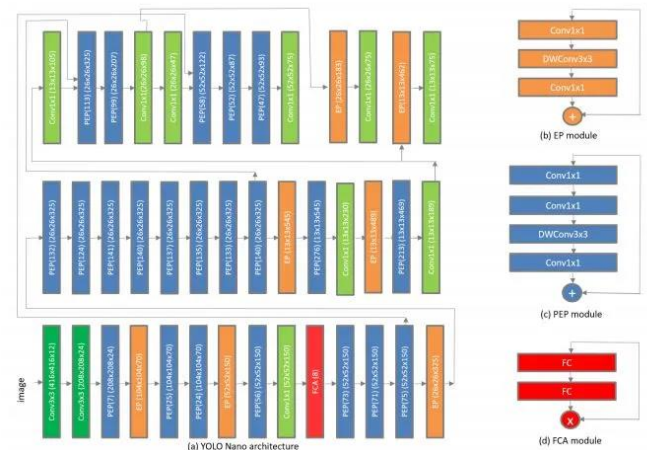 Conv1x1 (13x13x105)
PEP(113) (26x26x325)
PEP(99) (26x26x207)
Conv1x1(26x26x98)
Conv1x1 (26x26x47)
PEP(58) (52x52x122)
PEP(52) (52x52x87)
PEP(47) (52x52x93)
Conv1x1 (52x52x75)
EP (26x26x183)
Conv1x1 (26x26x75)
EP(13x13x462)
Conv1x1 (13x13x75)
PEP(132) (26x26x325)
PEP(124) (26x26x325)
PEP(141) (26x26x325)
PEP(140) (26x26x325)
PEP(137) (26x26x325)
PEP(135) (26x26x325)
PEP(133) (26x26x325)
PEP(140) (26x26x325)
EP (13x13x545)
PEP(276) (13x13x545)
Conv1x1 (13x13x230)
EP (13x13x489)
PEP(213) (13x13x469)
Conv1x1 (13x13x189)
image
Conv3x3 (416x416x12)
Conv3x3 (208x208x24)
PEP(7) (208x208x24)
EP (104x104x70)
PEP(25) (104x104x70)
PEP(24) (104x104x70)
EP (52x52x150)
PEP(56) (52x52x150)
Conv1x1 (52x52x150)
FCA (8)
PEP(73) (52x52x150)
PEP(71) (52x52x150)
PEP(75) (52x52x150)
EP (26x26x325)
(a) YOLO Nano architecture
Conv1x1
DWConv3x3
Conv1x1
+
(b) EP module
Conv1x1
Conv1x1
DWConv3x3
Conv1x1
+
(c) PEP module
FC
FC
X
(d) FCA module